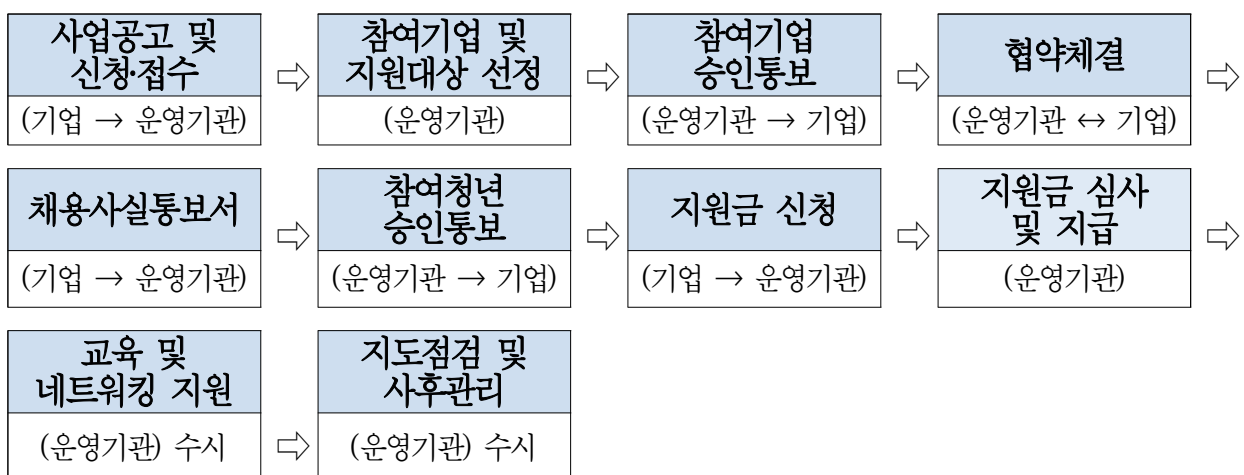 사업공고 및
신청·접수
(기업 → 운영기관)
⇨
참여기업 및
지원대상 선정
(운영기관)
⇨
참여기업
승인통보
(운영기관 → 기업)
⇨
협약체결
(운영기관 ↔ 기업)
⇨
채용사실통보서
(기업 → 운영기관)
⇨
참여청년
승인통보
(운영기관 → 기업)
⇨
지원금 신청
(기업 → 운영기관)
⇨
지원금 심사
및 지급
(운영기관)
⇨
교육 및
네트워킹 지원
(운영기관) 수시
⇨
지도점검 및
사후관리
(운영기관) 수시